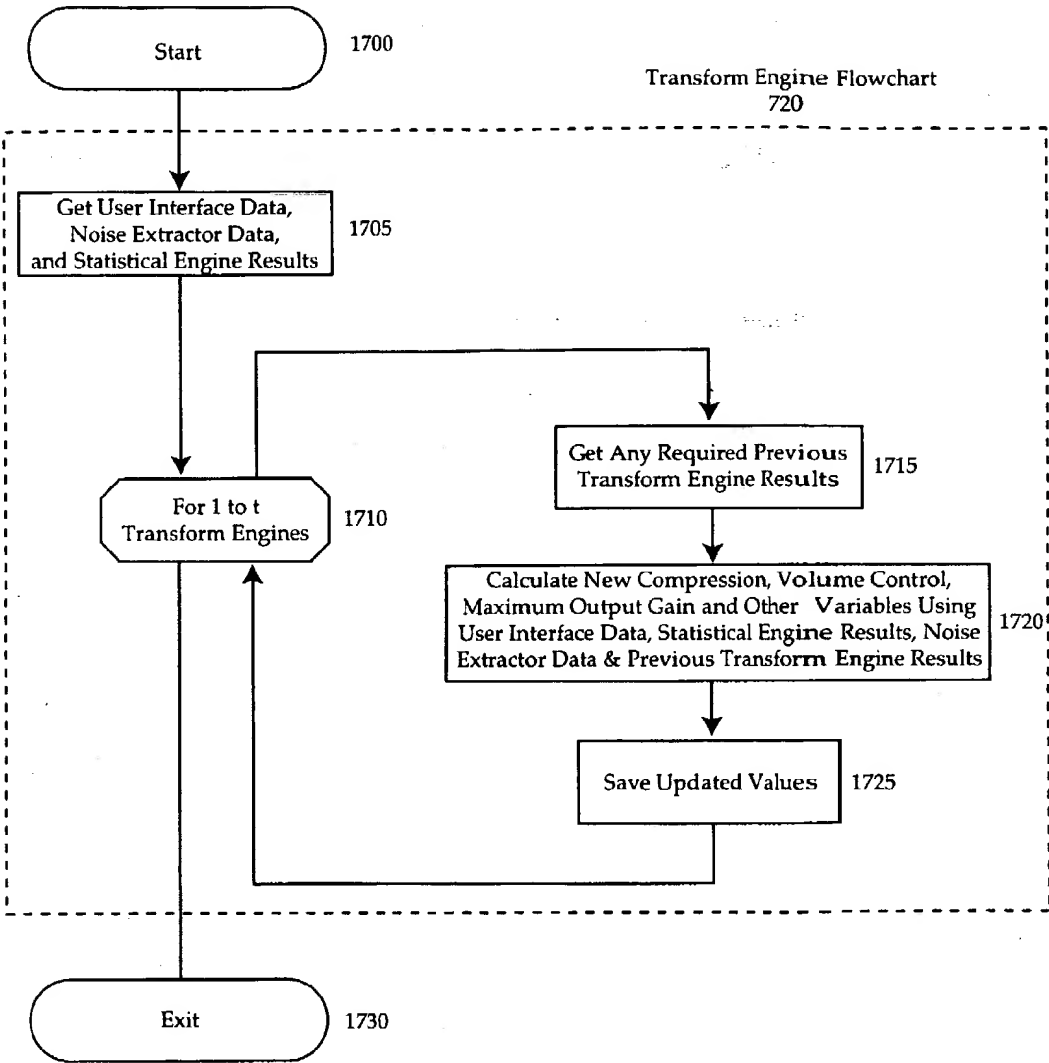 Start
1700
Transform Engine Flowchart
720
Get User Interface Data,
Noise Extractor Data,
and Statistical Engine Results
1705
For 1 to t
Transform Engines
1710
Get Any Required Previous
Transform Engine Results
1715
Calculate New Compression, Volume Control,
Maximum Output Gain and Other Variables Using
User Interface Data, Statistical Engine Results, Noise
Extractor Data & Previous Transform Engine Results
1720
Save Updated Values
1725
Exit
1730